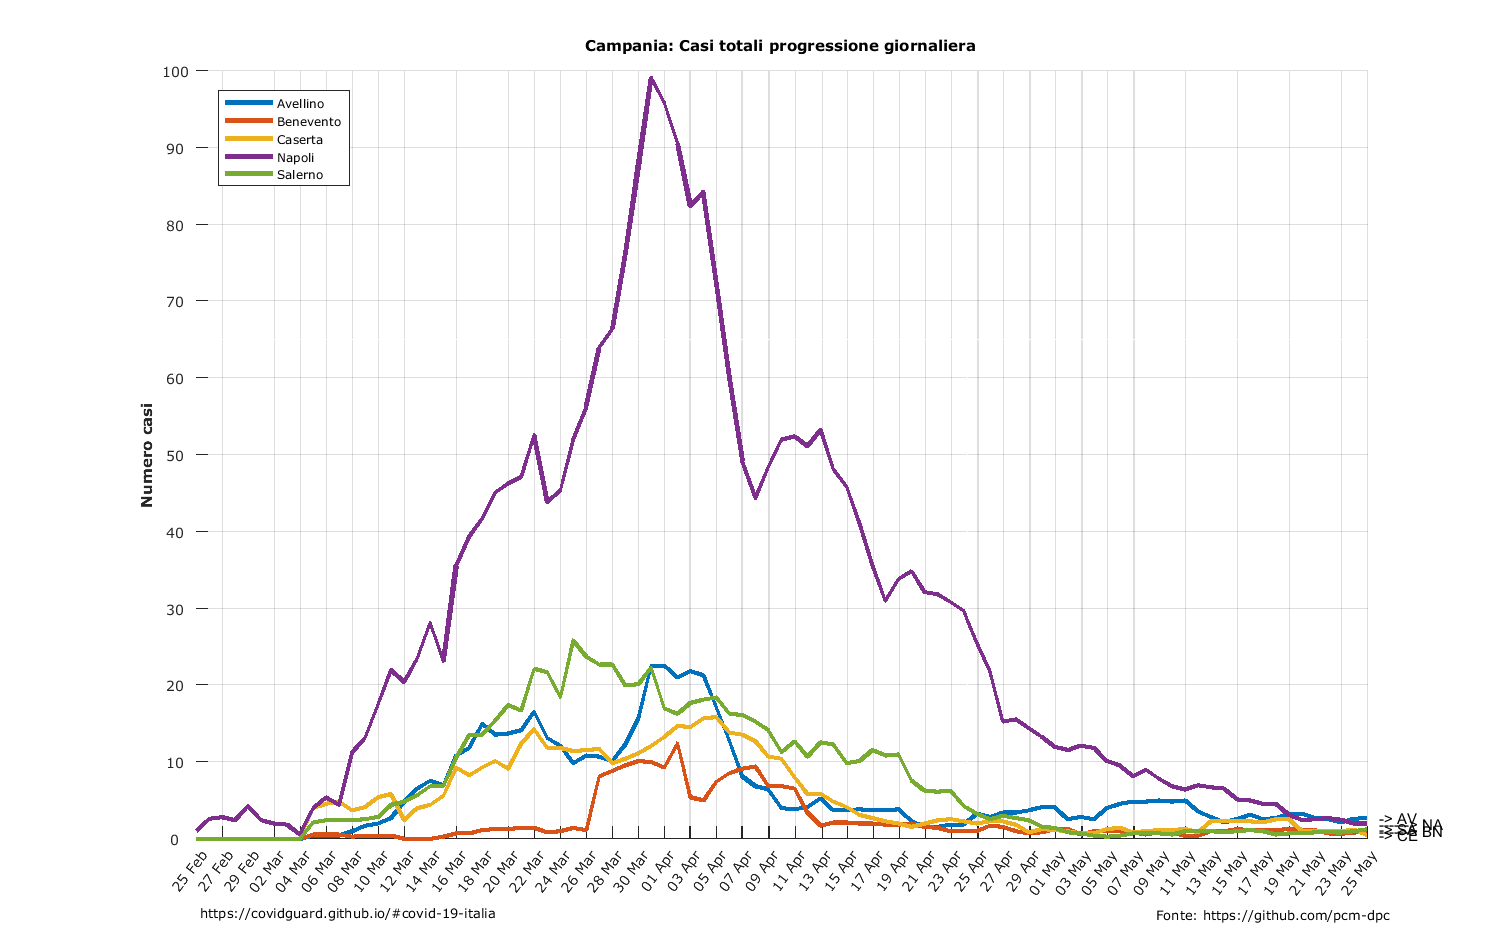 Campania: Casi totali progressione giornaliera
100
90
80
70
60
50
40
30
20
10
0
Numero casi
Avellino
Benevento
Caserta
Napoli
Salerno
-> AV
-> NA
-> SA
-> BN
-> CE
25 Feb
27 Feb
29 Feb
02 Mar
04 Mar
06 Mar
08 Mar
10 Mar
12 Mar
14 Mar
16 Mar
18 Mar
20 Mar
22 Mar
24 Mar
26 Mar
28 Mar
30 Mar
01 Apr
03 Apr
05 Apr
07 Apr
09 Apr
11 Apr
13 Apr
15 Apr
17 Apr
19 Apr
21 Apr
23 Apr
25 Apr
27 Apr
29 Apr
01 May
03 May
05 May
07 May
09 May
11 May
13 May
15 May
17 May
19 May
21 May
23 May
25 May
https://covidguard.github.io/#covid-19-italia
Fonte: https://github.com/pcm-dpc